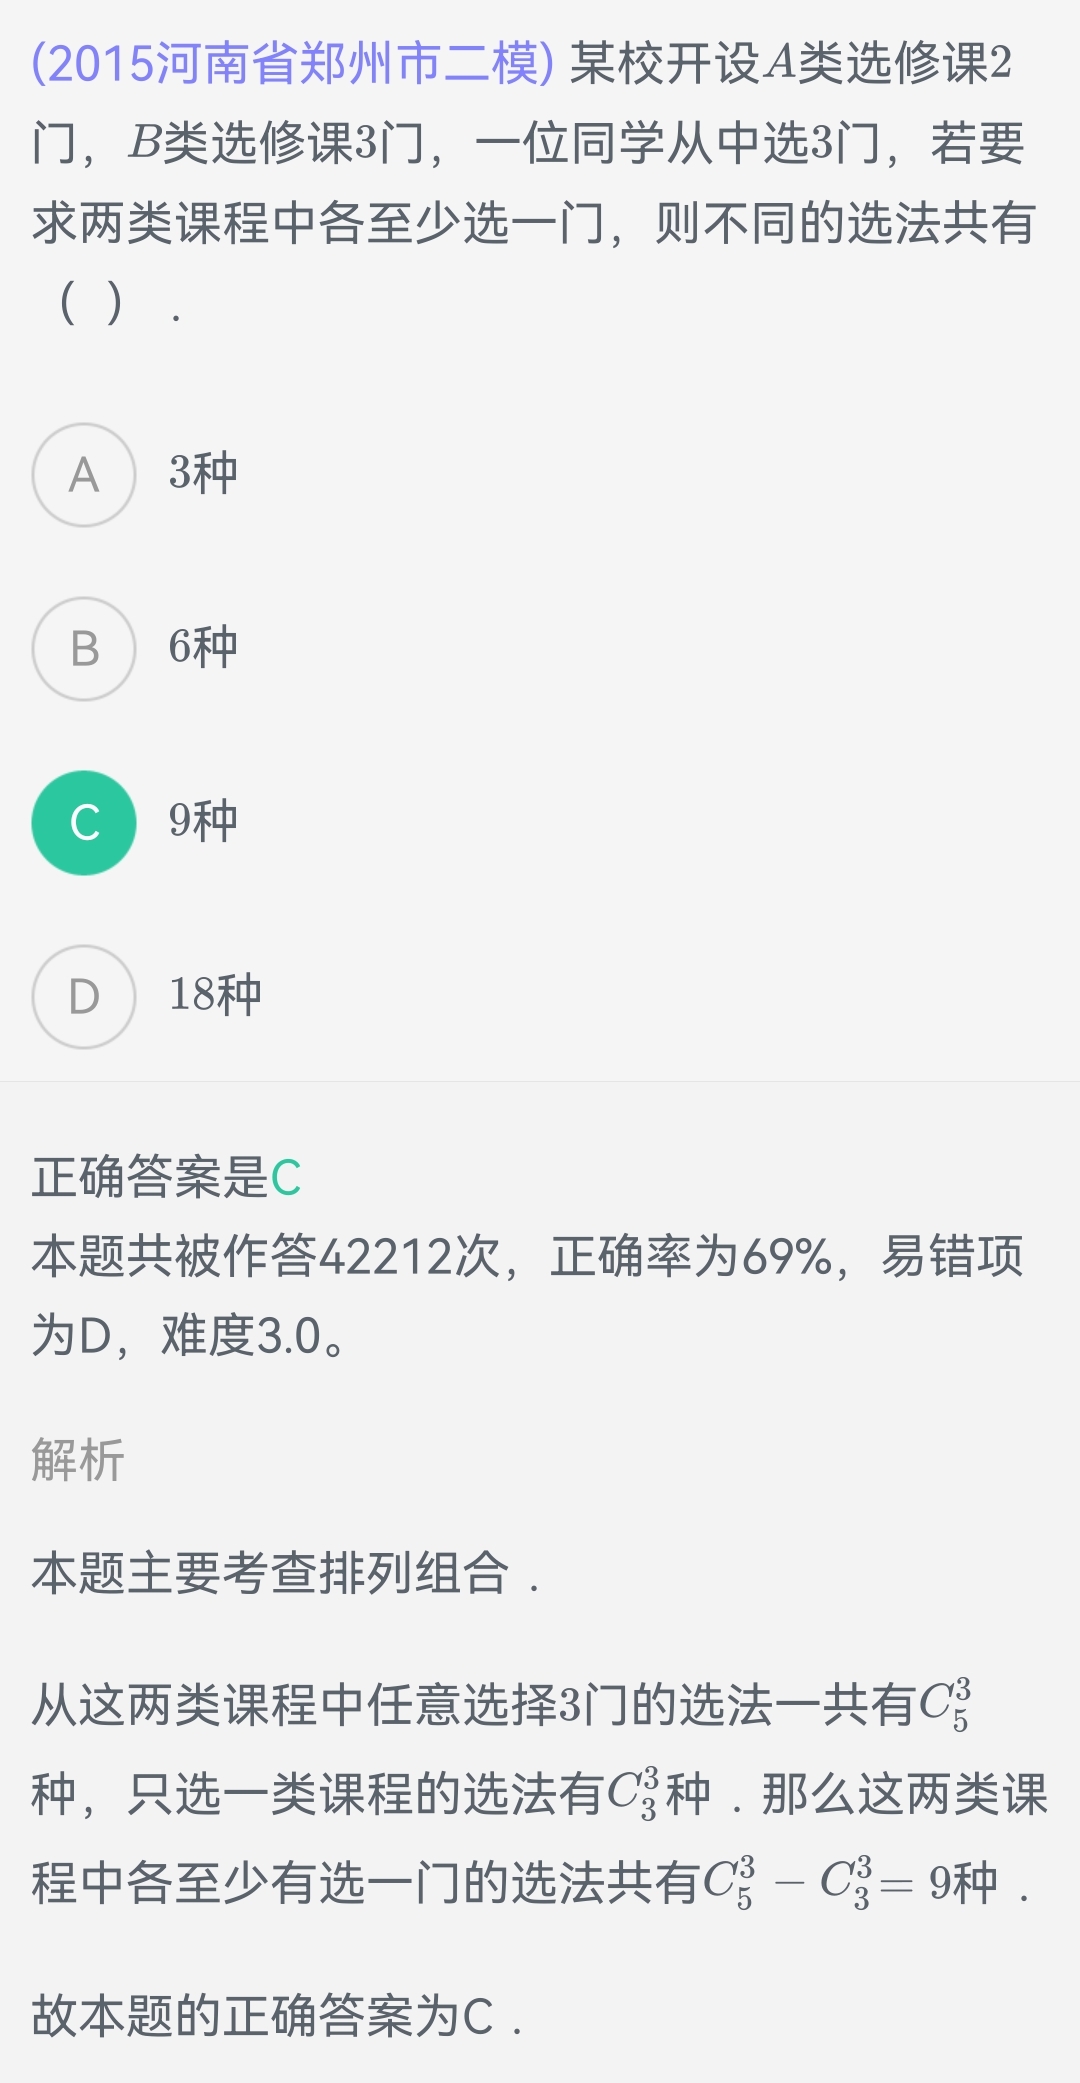 (2015河南省郑州市二模) 某校开设A类选修课2
门，B类选修课3门，一位同学从中选3门，若要
求两类课程中各至少选一门，则不同的选法共有
（ ）．
A 3种
B 6种
C 9种
D 18种
正确答案是C
本题共被作答42212次，正确率为69%，易错项
为D，难度3.0。
解析
本题主要考查排列组合．
从这两类课程中任意选择3门的选法一共有$C_5^3$
种，只选一类课程的选法有$C_3^3$种．那么这两类课
程中各至少有选一门的选法共有$C_5^3 - C_3^3 = 9$种．
故本题的正确答案为C．